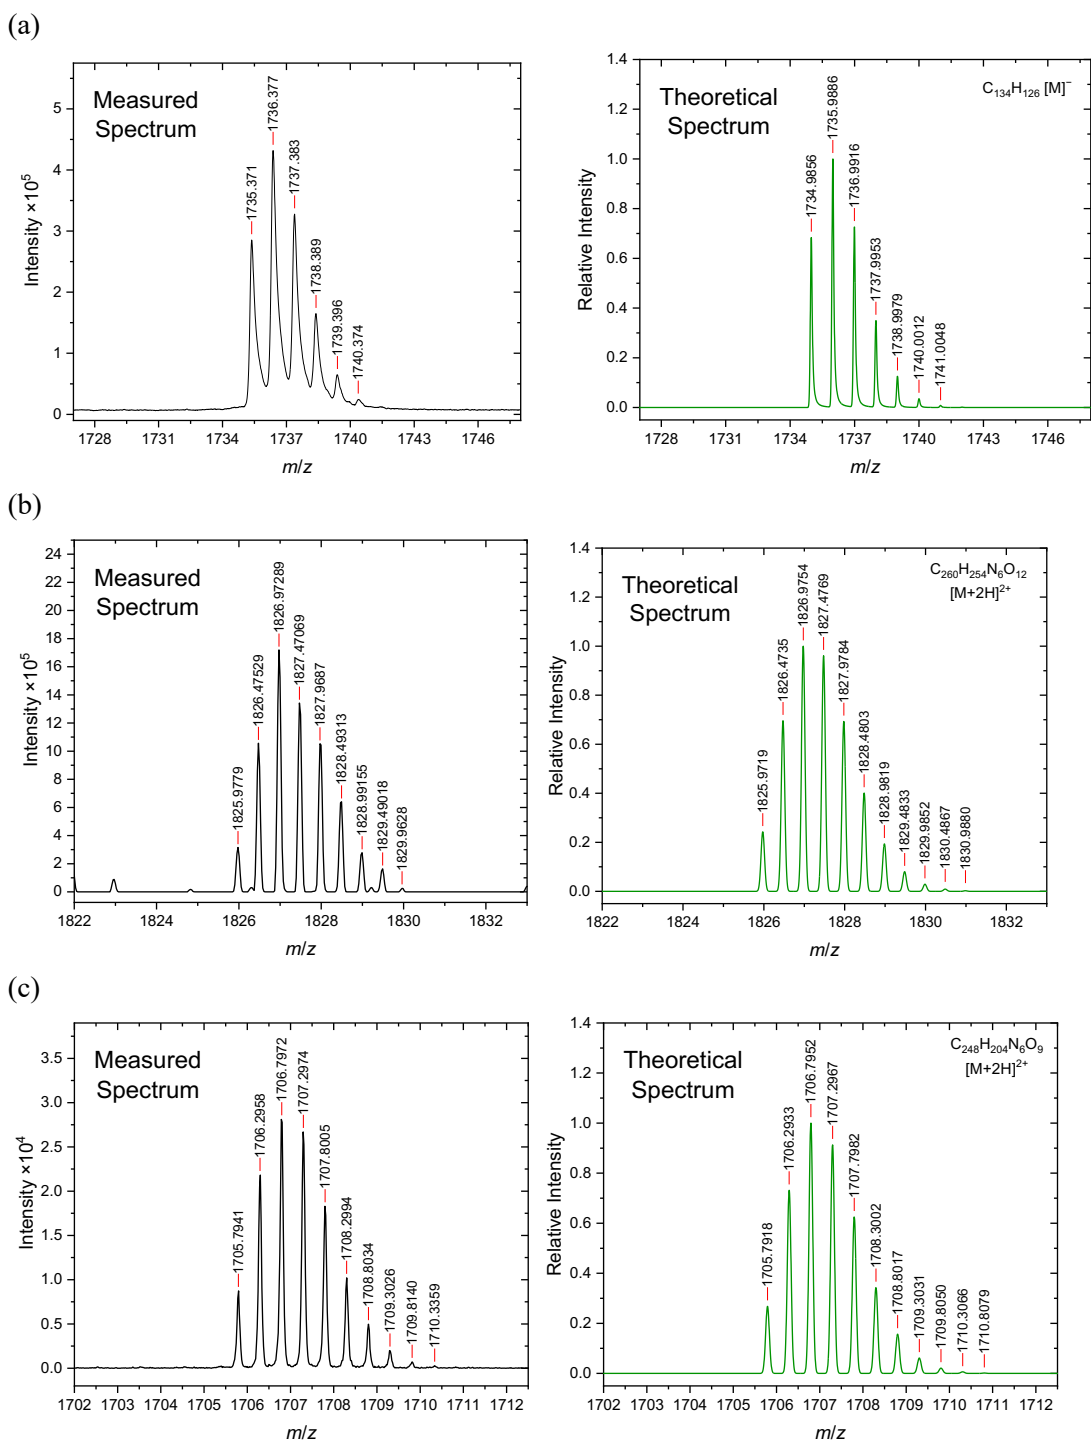 (a)
Measured
Spectrum
1735.371
1736.377
1737.383
1738.389
1739.396
1740.374
Intensity ×10⁵
5
4
3
2
1
0
1728 1731 1734 1737 1740 1743 1746
m/z
Theoretical
Spectrum
C₁₃₄H₁₂₆ [M]⁻
1734.9856
1735.9886
1736.9916
1737.9953
1738.9979
1740.0012
1741.0048
Relative Intensity
1.4
1.2
1.0
0.8
0.6
0.4
0.2
0.0
1728 1731 1734 1737 1740 1743 1746
m/z
(b)
Measured
Spectrum
1825.9779
1826.47529
1826.97289
1827.47069
1827.9687
1828.49313
1828.99155
1829.49018
1829.9628
Intensity ×10⁵
24
22
20
18
16
14
12
10
8
6
4
2
0
1822 1824 1826 1828 1830 1832
m/z
Theoretical
Spectrum
C₂₆₀H₂₅₄N₆O₁₂
[M+2H]²⁺
1825.9719
1826.4735
1826.9754
1827.4769
1827.9784
1828.4803
1828.9819
1829.4833
1829.9852
1830.4867
1830.9880
Relative Intensity
1.4
1.2
1.0
0.8
0.6
0.4
0.2
0.0
1822 1824 1826 1828 1830 1832
m/z
(c)
Measured
Spectrum
1705.7941
1706.2958
1706.7972
1707.2974
1707.8005
1708.2994
1708.8034
1709.3026
1709.8140
1710.3359
Intensity ×10⁴
3.5
3.0
2.5
2.0
1.5
1.0
0.5
0.0
1702 1703 1704 1705 1706 1707 1708 1709 1710 1711
m/z
Theoretical
Spectrum
C₂₄₈H₂₀₄N₆O₉
[M+2H]²⁺
1705.7918
1706.2933
1706.7952
1707.2967
1707.7982
1708.3002
1708.8017
1709.3031
1709.8050
1710.3066
1710.8079
Relative Intensity
1.4
1.2
1.0
0.8
0.6
0.4
0.2
0.0
1702 1703 1704 1705 1706 1707 1708 1709 1710 1711 1712
m/z